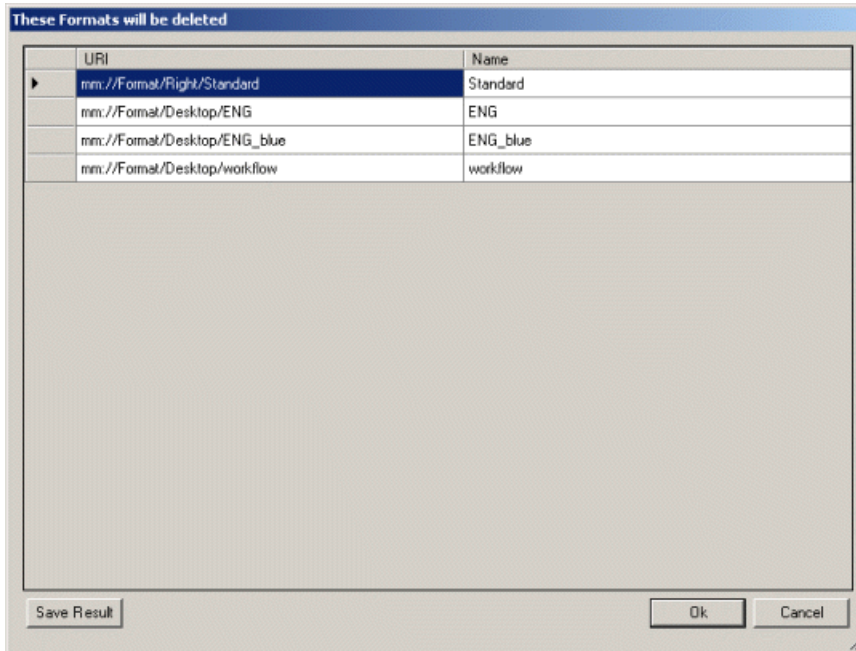 These Formats will be deleted
URI Name
mm://Format/Right/Standard Standard
mm://Format/Desktop/ENG ENG
mm://Format/Desktop/ENG_blue ENG_blue
mm://Format/Desktop/workflow workflow
Save Result Ok Cancel